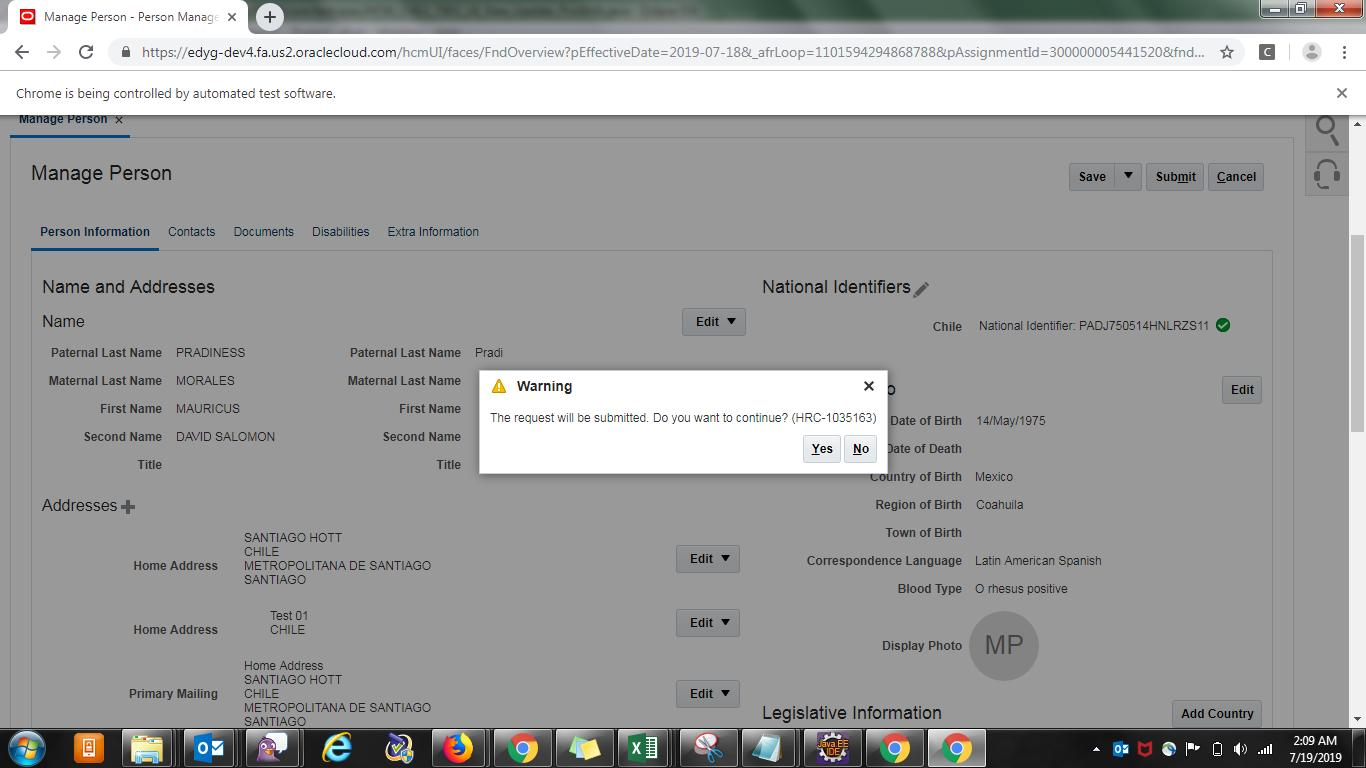 Manage Person - Person Manage
https://edyg-dev4.fa.us2.oraclecloud.com/hcmUI/faces/FndOverview?pEffectiveDate=2019-07-18&_afrLoop=1101594294868788&pAssignmentId=300000005441520&fnd...
C
Chrome is being controlled by automated test software.
Manage Person
Manage Person
Save
Submit
Cancel
Person Information
Contacts
Documents
Disabilities
Extra Information
Name and Addresses
Name
Edit
Paternal Last Name PRADINESS
Paternal Last Name Pradi
Maternal Last Name MORALES
Maternal Last Name
First Name MAURICUS
First Name
Second Name DAVID SALOMON
Second Name
Title
Title
Addresses
Home Address
SANTIAGO HOTT
CHILE
METROPOLITANA DE SANTIAGO
SANTIAGO
Edit
Home Address
Test 01
CHILE
Edit
Primary Mailing
Home Address
SANTIAGO HOTT
CHILE
METROPOLITANA DE SANTIAGO
SANTIAGO
Edit
National Identifiers
Chile National Identifier: PADJ750514HNLRZS11
o
Edit
Date of Birth 14/May/1975
Date of Death
Country of Birth Mexico
Region of Birth Coahuila
Town of Birth
Correspondence Language Latin American Spanish
Blood Type O rhesus positive
Display Photo MP
Legislative Information
Add Country
Warning
The request will be submitted. Do you want to continue? (HRC-1035163)
Yes
No
Java EE
IDE
2:09 AM
7/19/2019